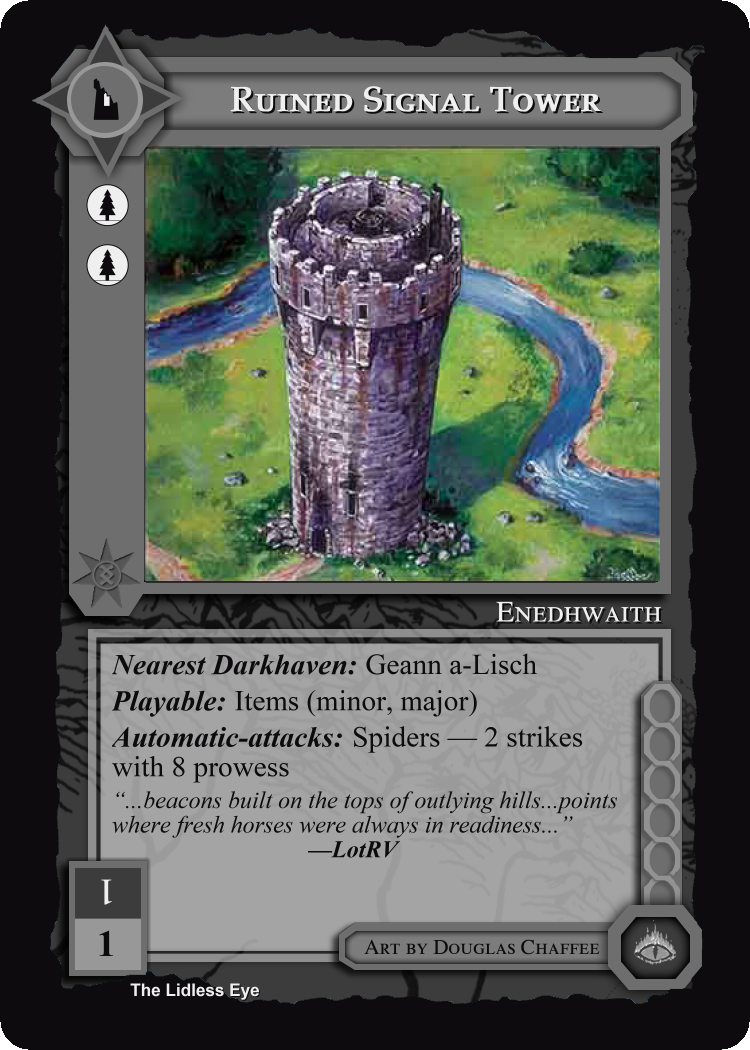 Ruined Signal Tower
Enedhwaith
Nearest Darkhaven: Geann a-Lisch
Playable: Items (minor, major)
Automatic-attacks: Spiders — 2 strikes
with 8 prowess
“...beacons built on the tops of outlying hills...points
where fresh horses were always in readiness...”
—LotRV
1
1
Art by Douglas Chaffee
The Lidless Eye